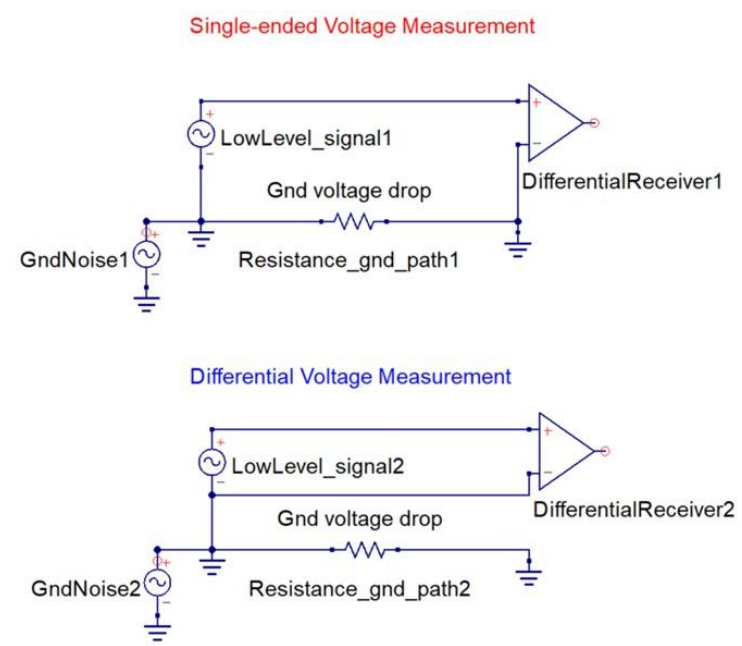 Single-ended Voltage Measurement
+
+
LowLevel_signal1
−
−
Gnd voltage drop
DifferentialReceiver1
+
GndNoise1
Resistance_gnd_path1
−
Differential Voltage Measurement
+
+
LowLevel_signal2
−
−
Gnd voltage drop
DifferentialReceiver2
+
GndNoise2
Resistance_gnd_path2
−